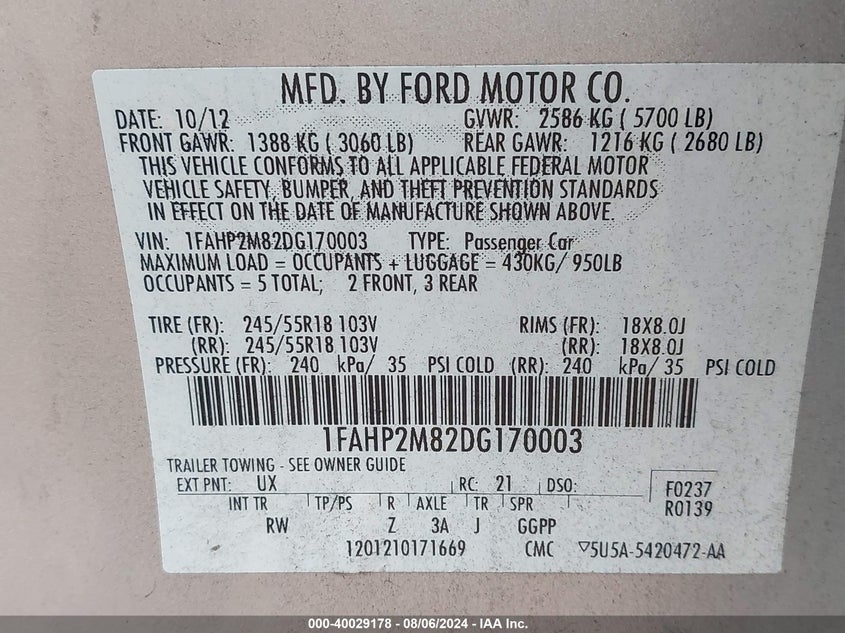 MFD. BY FORD MOTOR CO.
DATE: 10/12 GVWR: 2586 KG ( 5700 LB)
FRONT GAWR: 1388 KG ( 3060 LB) REAR GAWR: 1216 KG ( 2680 LB)
THIS VEHICLE CONFORMS TO ALL APPLICABLE FEDERAL MOTOR
VEHICLE SAFETY, BUMPER, AND THEFT PREVENTION STANDARDS
IN EFFECT ON THE DATE OF MANUFACTURE SHOWN ABOVE.
VIN: 1FAHP2M82DG170003 TYPE: Passenger Car
MAXIMUM LOAD = OCCUPANTS + LUGGAGE = 430KG/ 950LB
OCCUPANTS = 5 TOTAL; 2 FRONT, 3 REAR
TIRE (FR): 245/55R18 103V RIMS (FR): 18X8.0J
(RR): 245/55R18 103V (RR): 18X8.0J
PRESSURE (FR): 240 kPa/ 35 PSI COLD (RR): 240 kPa/ 35 PSI COLD
1FAHP2M82DG170003
TRAILER TOWING - SEE OWNER GUIDE
EXT PNT: UX RC: 21 DSO: F0237
INT TR TP/PS R AXLE TR SPR R0139
RW Z 3A J GGPP
1201210171669 CMC ▽5U5A-5420472-AA
000-40029178 - 08/06/2024 - IAA Inc.